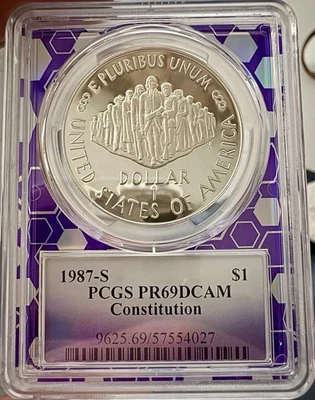 E PLURIBUS UNUM
DOLLAR
UNITED STATES OF AMERICA
1987-S $1
PCGS PR69DCAM
Constitution
9625.69/57554027